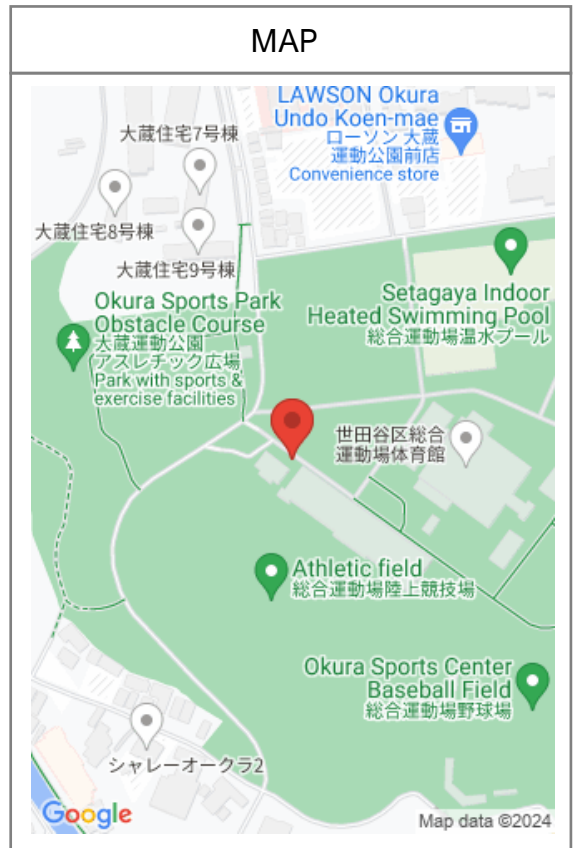 MAP
LAWSON Okura
Undo Koen-mae
ローソン 大蔵
運動公園前店
Convenience store
大蔵住宅7号棟
大蔵住宅8号棟
大蔵住宅9号棟
Setagaya Indoor
Heated Swimming Pool
総合運動場温水プール
Okura Sports Park
Obstacle Course
大蔵運動公園
アスレチック広場
Park with sports &
exercise facilities
世田谷区総合
運動場体育館
Athletic field
総合運動場陸上競技場
Okura Sports Center
Baseball Field
総合運動場野球場
シャレーオークラ2
Google
Map data ©2024